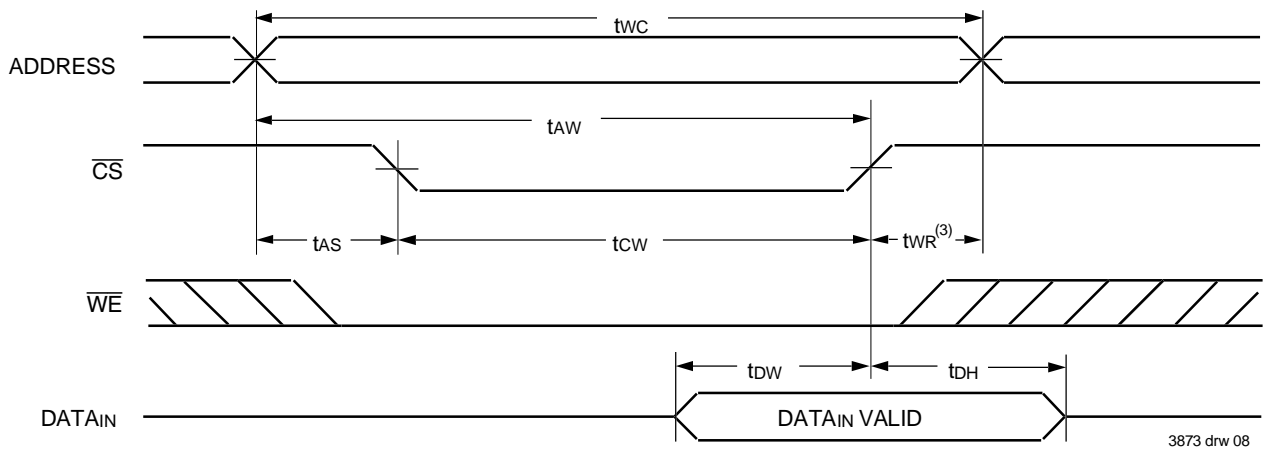 tWC
ADDRESS
tAW
CS
tAS
tCW
tWR(3)
WE
tDW
tDH
DATAIN
DATAIN VALID
3873 drw 08